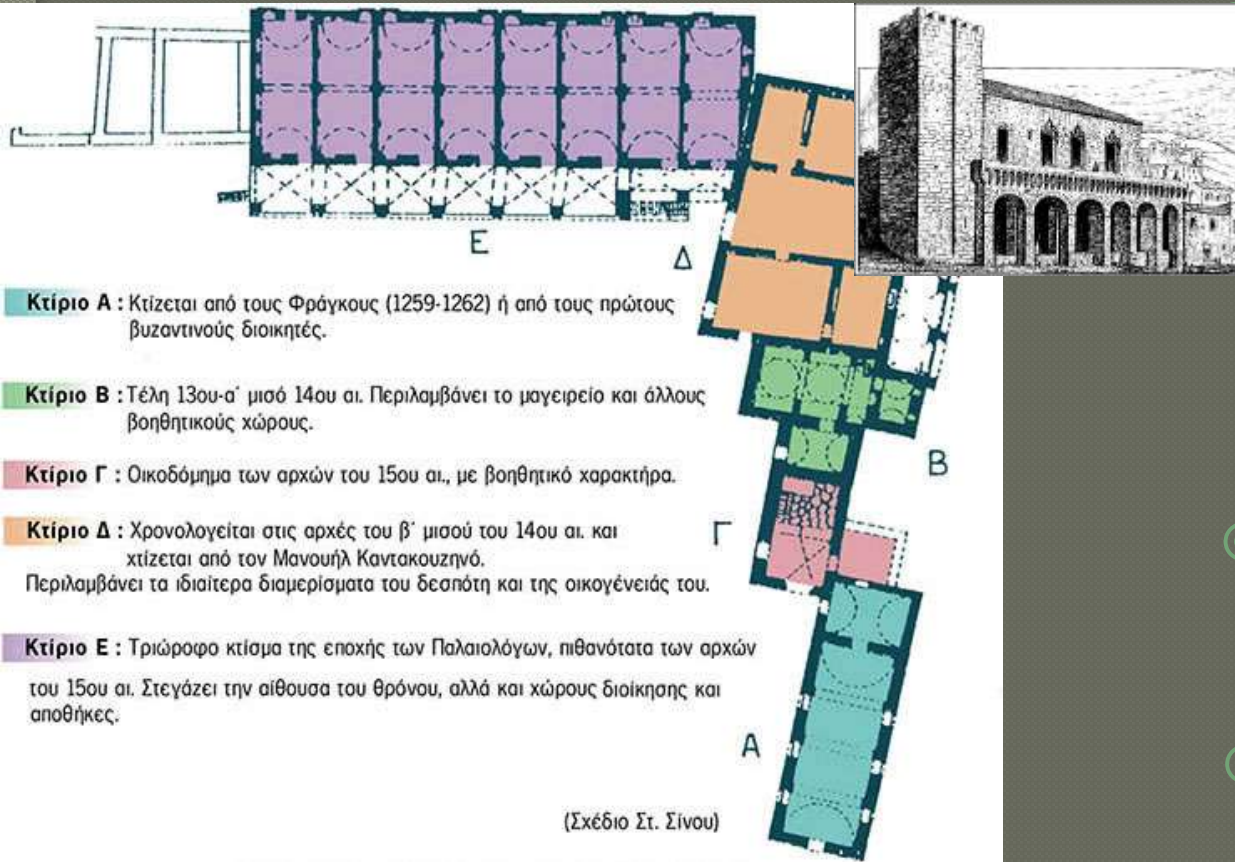 Ε
Δ
Κτίριο Α : Κτίζεται από τους Φράγκους (1259-1262) ή από τους πρώτους
βυζαντινούς διοικητές.
Κτίριο Β : Τέλη 13ου-α΄ μισό 14ου αι. Περιλαμβάνει το μαγειρείο και άλλους
βοηθητικούς χώρους.
Β
Κτίριο Γ : Οικοδόμημα των αρχών του 15ου αι., με βοηθητικό χαρακτήρα.
Γ
Κτίριο Δ : Χρονολογείται στις αρχές του β΄ μισού του 14ου αι. και
χτίζεται από τον Μανουήλ Καντακουζηνό.
Περιλαμβάνει τα ιδιαίτερα διαμερίσματα του δεσπότη και της οικογένειάς του.
Κτίριο Ε : Τριώροφο κτίσμα της εποχής των Παλαιολόγων, πιθανότατα των αρχών
του 15ου αι. Στεγάζει την αίθουσα του θρόνου, αλλά και χώρους διοίκησης και
αποθήκες.
Α
(Σχέδιο Στ. Σίνου)